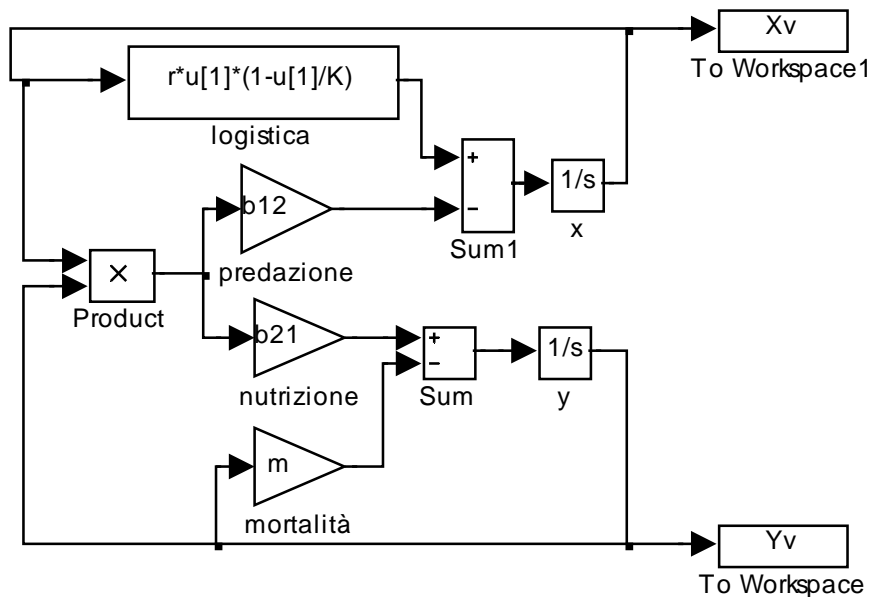 Xv
To Workspace1
r*u[1]*(1-u[1]/K)
logistica
+
b12
−
1/s
x
Sum1
predazione
×
Product
b21
+
−
1/s
nutrizione
Sum
y
m
mortalità
Yv
To Workspace